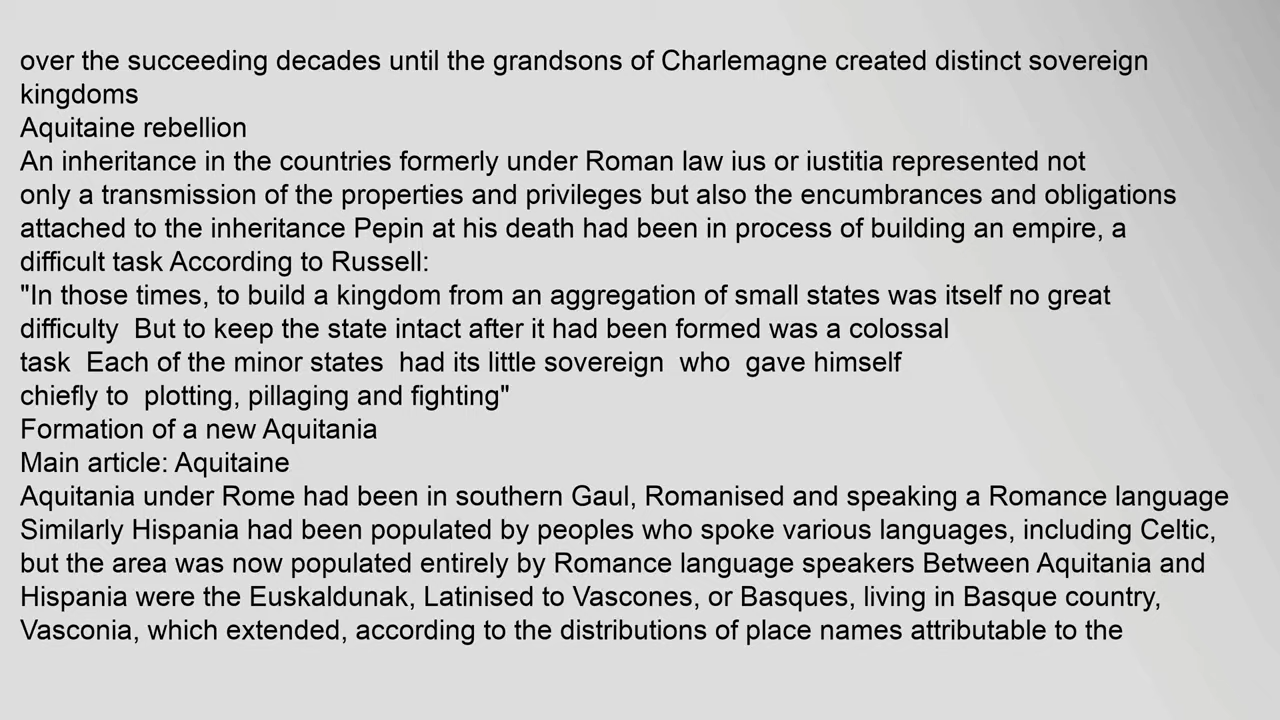 over the succeeding decades until the grandsons of Charlemagne created distinct sovereign
kingdoms
Aquitaine rebellion
An inheritance in the countries formerly under Roman law ius or iustitia represented not
only a transmission of the properties and privileges but also the encumbrances and obligations
attached to the inheritance Pepin at his death had been in process of building an empire, a
difficult task According to Russell:
"In those times, to build a kingdom from an aggregation of small states was itself no great
difficulty  But to keep the state intact after it had been formed was a colossal
task  Each of the minor states  had its little sovereign  who  gave himself
chiefly to  plotting, pillaging and fighting"
Formation of a new Aquitania
Main article: Aquitaine
Aquitania under Rome had been in southern Gaul, Romanised and speaking a Romance language
Similarly Hispania had been populated by peoples who spoke various languages, including Celtic,
but the area was now populated entirely by Romance language speakers Between Aquitania and
Hispania were the Euskaldunak, Latinised to Vascones, or Basques, living in Basque country,
Vasconia, which extended, according to the distributions of place names attributable to the